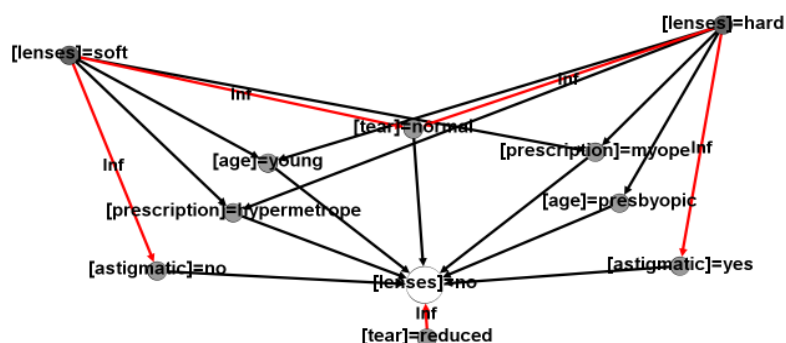 [lenses]=hard
[lenses]=soft
Inf
Inf
[tear]=normal
[age]=young
[prescription]=myope
Inf
Inf
[age]=presbyopic
[prescription]=hypermetrope
[astigmatic]=no
[astigmatic]=yes
[lenses]=no
Inf
[tear]=reduced